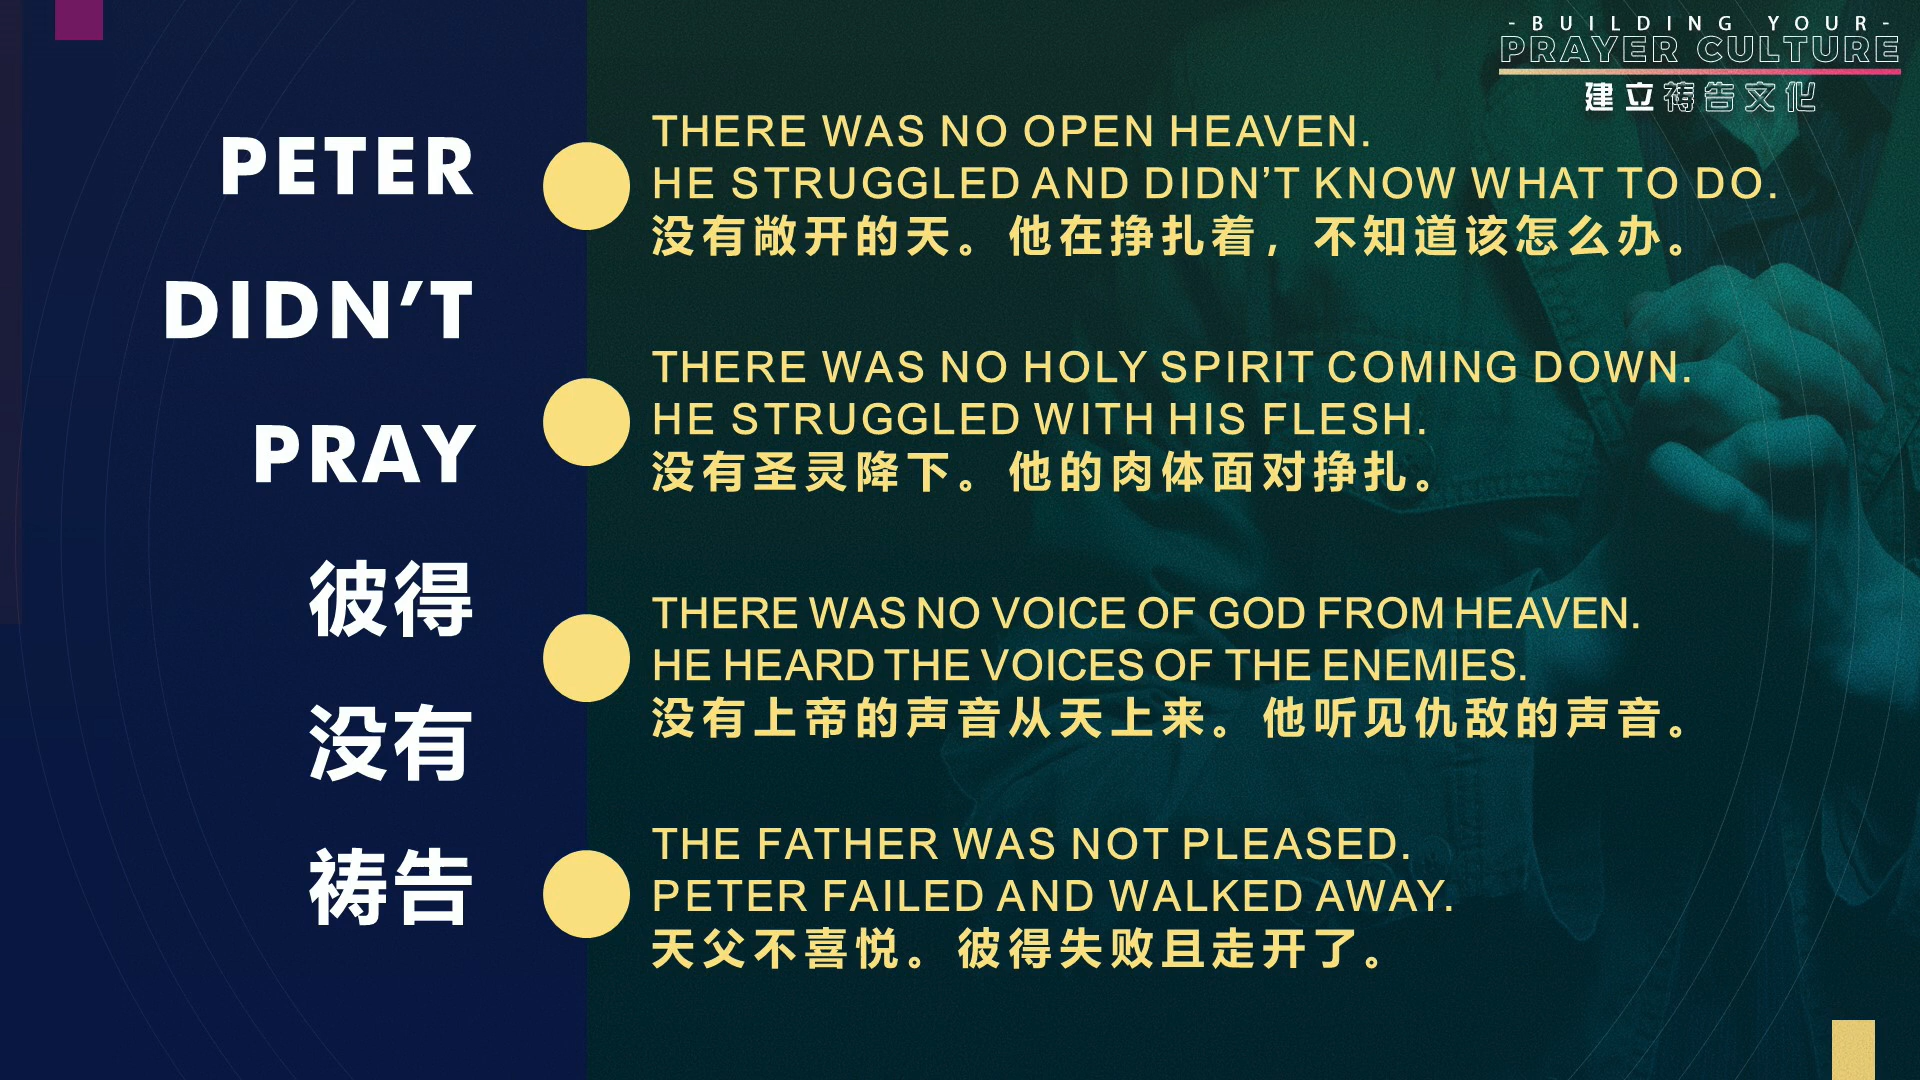 - BUILDING YOUR -
PRAYER CULTURE
建立祷告文化
PETER
DIDN’T
PRAY
彼得
没有
祷告
THERE WAS NO OPEN HEAVEN.
HE STRUGGLED AND DIDN’T KNOW WHAT TO DO.
没有敞开的天。他在挣扎着，不知道该怎么办。
THERE WAS NO HOLY SPIRIT COMING DOWN.
HE STRUGGLED WITH HIS FLESH.
没有圣灵降下。他的肉体面对挣扎。
THERE WAS NO VOICE OF GOD FROM HEAVEN.
HE HEARD THE VOICES OF THE ENEMIES.
没有上帝的声音从天上来。他听见仇敌的声音。
THE FATHER WAS NOT PLEASED.
PETER FAILED AND WALKED AWAY.
天父不喜悦。彼得失败且走开了。